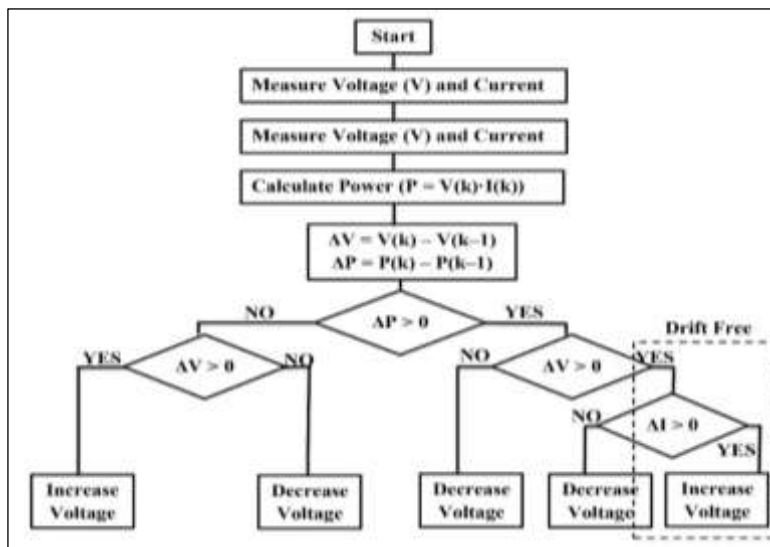 Start
Measure Voltage (V) and Current
Measure Voltage (V) and Current
Calculate Power (P = V(k)·I(k))
ΔV = V(k) – V(k–1)
ΔP = P(k) – P(k–1)
NO
ΔP > 0
YES
Drift Free
YES
ΔV > 0
NO
NO
ΔV > 0
YES
NO
ΔI > 0
YES
Increase
Voltage
Decrease
Voltage
Decrease
Voltage
Decrease
Voltage
Increase
Voltage